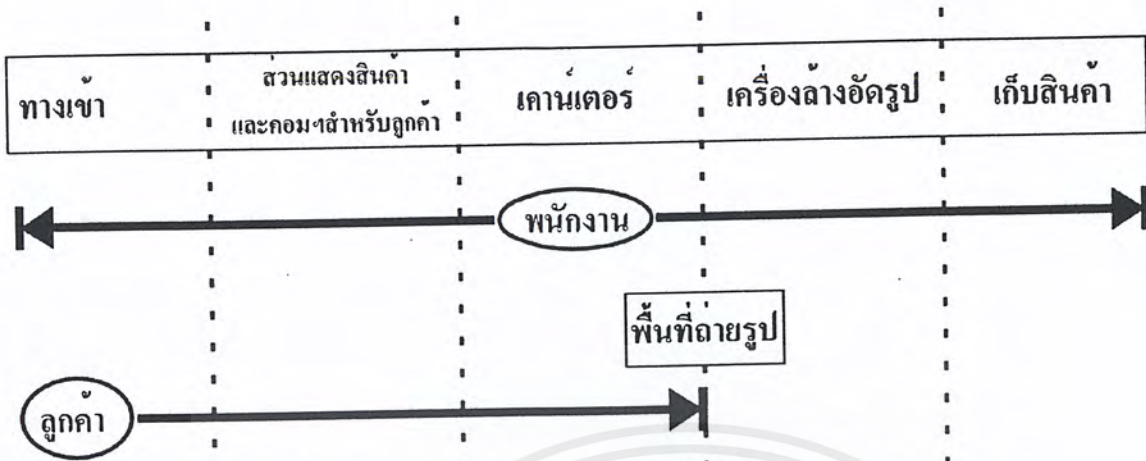 ทางเข้า
ส่วนแสดงสินค้า
และคอมฯสำหรับลูกค้า
เคาน์เตอร์
เครื่องล้างอัดรูป
เก็บสินค้า
พนักงาน
พื้นที่ถ่ายรูป
ลูกค้า